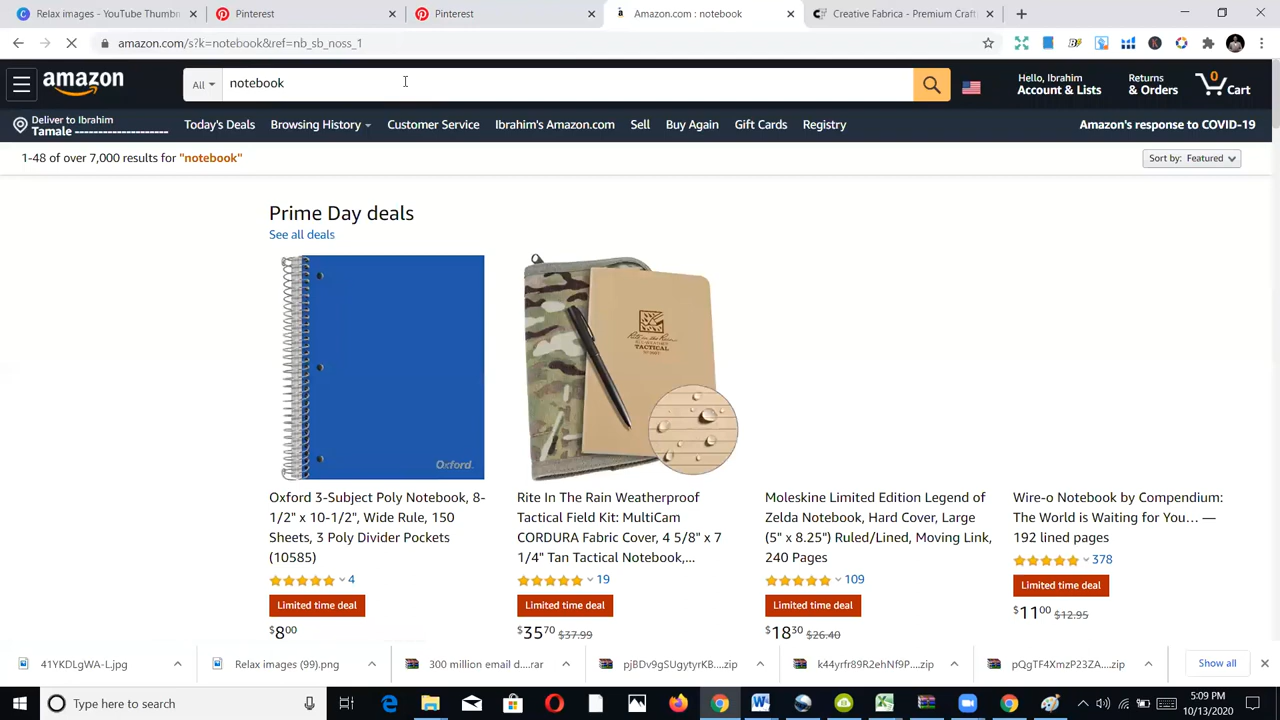 Relax images - YouTube Thumbn
Pinterest
Pinterest
Amazon.com : notebook
Creative Fabrica - Premium Craft
amazon.com/s?k=notebook&ref=nb_sb_noss_1
amazon
All
notebook
Hello, Ibrahim
Account & Lists
Returns
& Orders
0
Cart
Deliver to Ibrahim
Tamale ---------------------
Today's Deals
Browsing History
Customer Service
Ibrahim's Amazon.com
Sell
Buy Again
Gift Cards
Registry
Amazon's response to COVID-19
1-48 of over 7,000 results for "notebook"
Sort by: Featured
Prime Day deals
See all deals
Oxford
Rite in the Rain
TACTICAL
Oxford 3-Subject Poly Notebook, 8-
1/2" x 10-1/2", Wide Rule, 150
Sheets, 3 Poly Divider Pockets
(10585)
4
Limited time deal
$800
Rite In The Rain Weatherproof
Tactical Field Kit: MultiCam
CORDURA Fabric Cover, 4 5/8" x 7
1/4" Tan Tactical Notebook,...
19
Limited time deal
$3570 $37.99
Moleskine Limited Edition Legend of
Zelda Notebook, Hard Cover, Large
(5" x 8.25") Ruled/Lined, Moving Link,
240 Pages
109
Limited time deal
$1830 $26.40
Wire-o Notebook by Compendium:
The World is Waiting for You… —
192 lined pages
378
Limited time deal
$1100 $12.95
41YKDLgWA-L.jpg
Relax images (99).png
300 million email d....rar
pjBDv9gSUgytyrKB....zip
k44yrfr89R2ehNf9P....zip
pQGTF4XmzP23ZA....zip
Show all
Type here to search
5:09 PM
10/13/2020